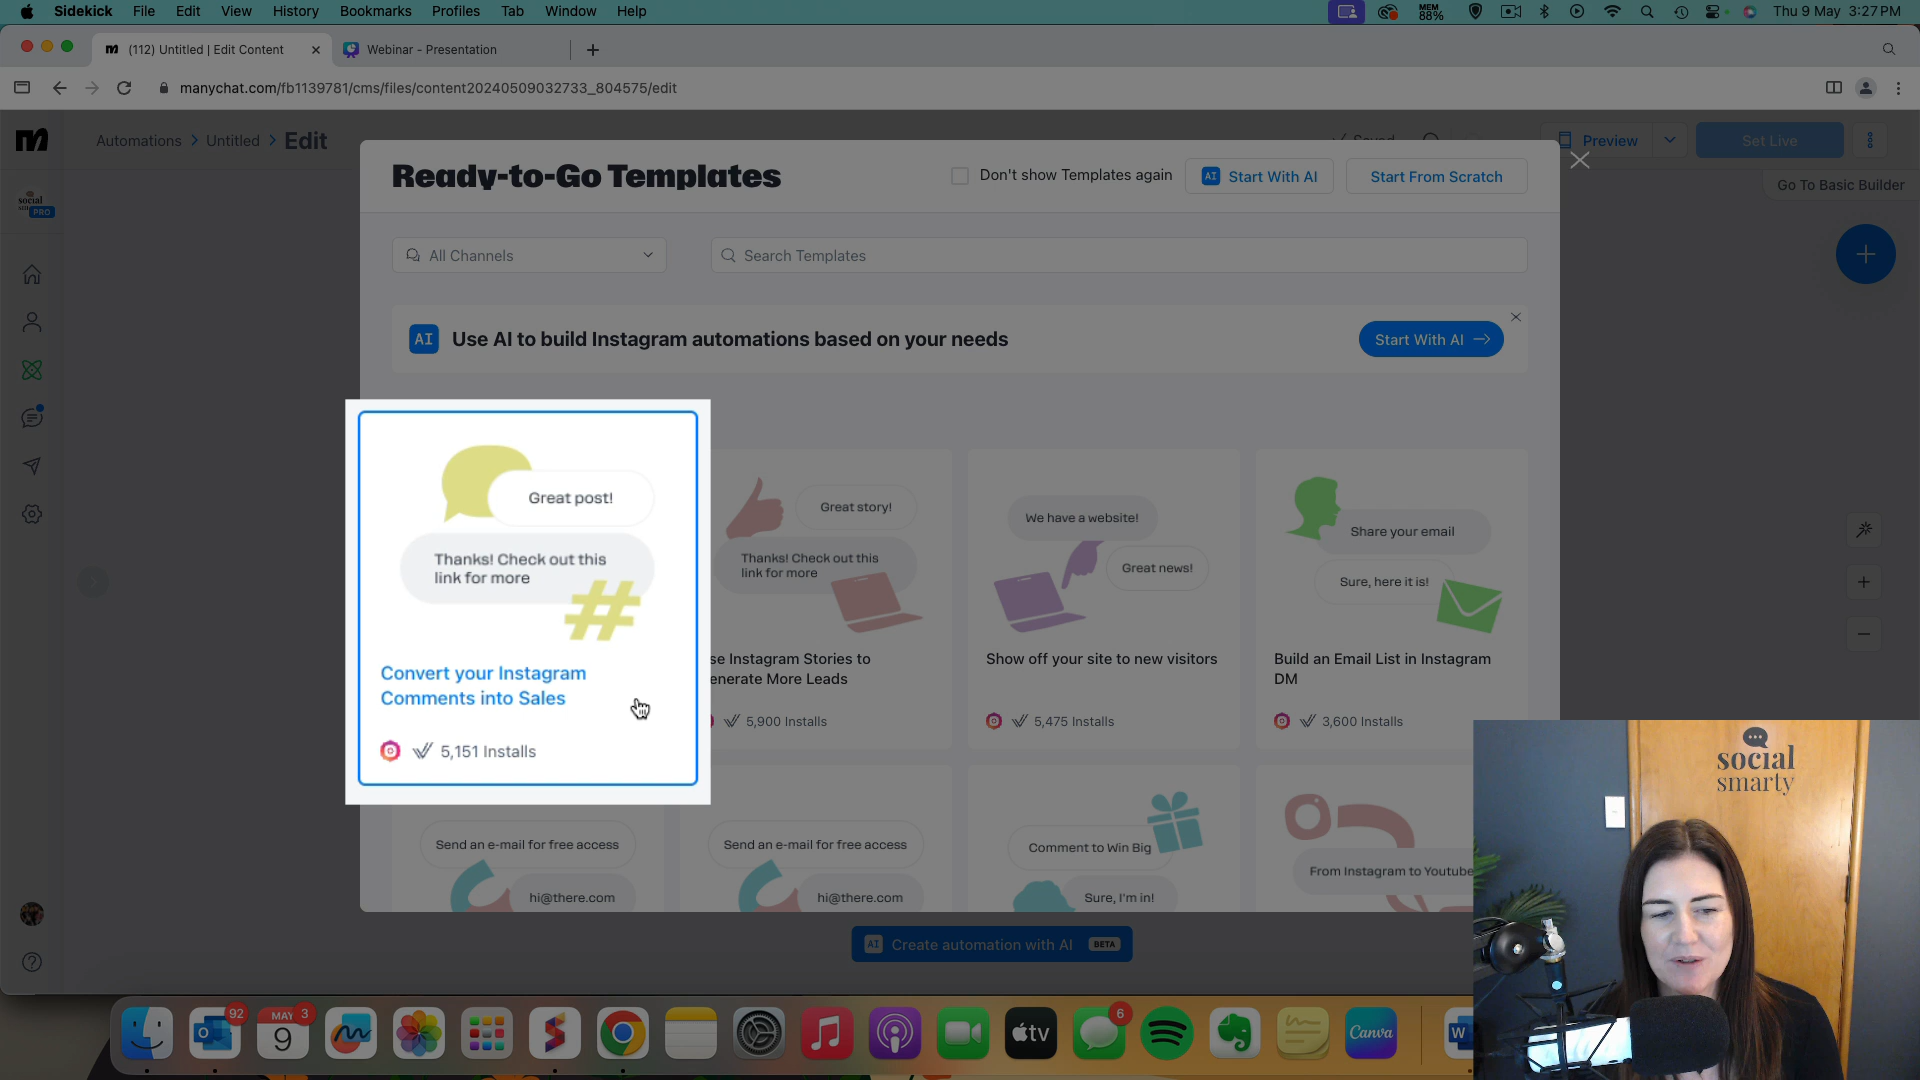 Sidekick File Edit View History Bookmarks Profiles Tab Window Help
MEM
88%
Thu 9 May 3:27 PM
(112) Untitled | Edit Content
Webinar - Presentation
manychat.com/fb1139781/cms/files/content20240509032733_804575/edit
Automations > Untitled > Edit
Preview
Set Live
Go To Basic Builder
PRO
Ready-to-Go Templates
Don't show Templates again
AI Start With AI
Start From Scratch
All Channels
Search Templates
AI Use AI to build Instagram automations based on your needs
Start With AI
Great post!
Thanks! Check out this
link for more
#
Convert your Instagram
Comments into Sales
5,151 Installs
Great story!
Thanks! Check out this
link for more
se Instagram Stories to
enerate More Leads
5,900 Installs
We have a website!
Great news!
Show off your site to new visitors
5,475 Installs
Share your email
Sure, here it is!
Build an Email List in Instagram
DM
3,600 Installs
Send an e-mail for free access
hi@there.com
Send an e-mail for free access
hi@there.com
Comment to Win Big
Sure, I'm in!
From Instagram to Youtube
AI Create automation with AI BETA
social
smarty
92
MAY 3
9
6
tv
Canva
W